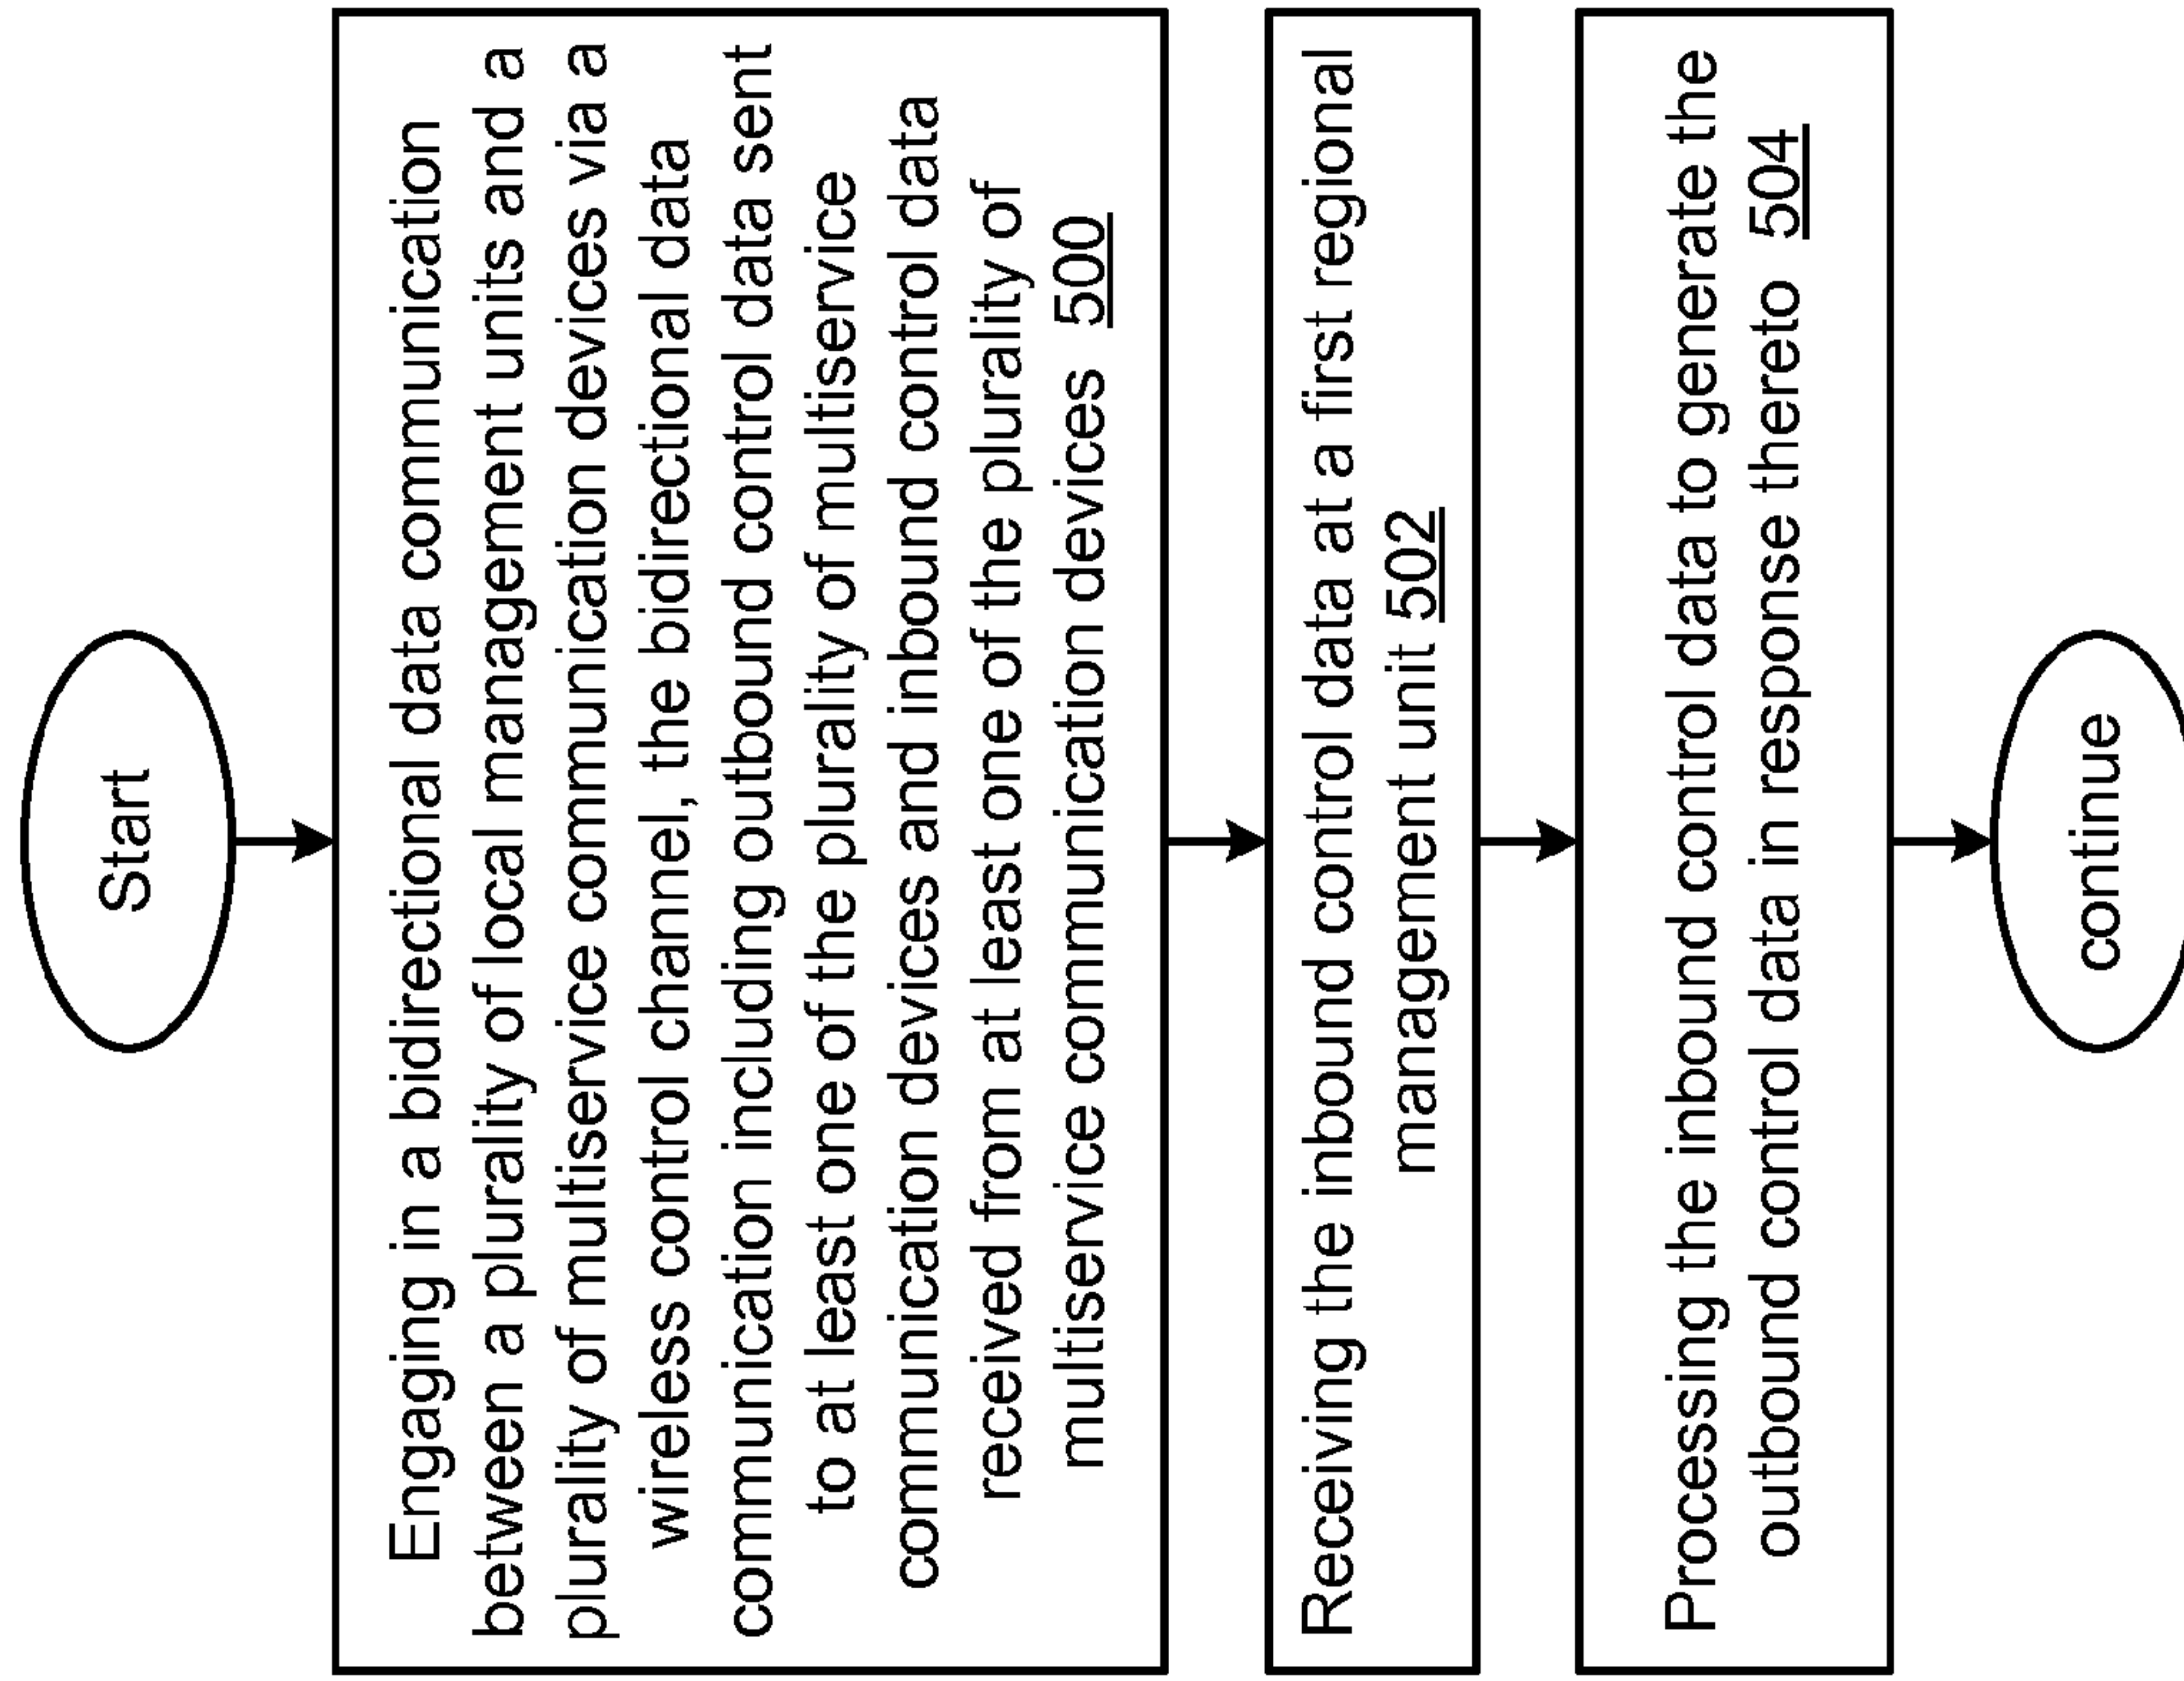 Start
Engaging in a bidirectional data communication
between a plurality of local management units and a
plurality of multiservice communication devices via a
wireless control channel, the bidirectional data
communication including outbound control data sent
to at least one of the plurality of multiservice
communication devices and inbound control data
received from at least one of the plurality of
multiservice communication devices 500
Receiving the inbound control data at a first regional
management unit 502
Processing the inbound control data to generate the
outbound control data in response thereto 504
continue